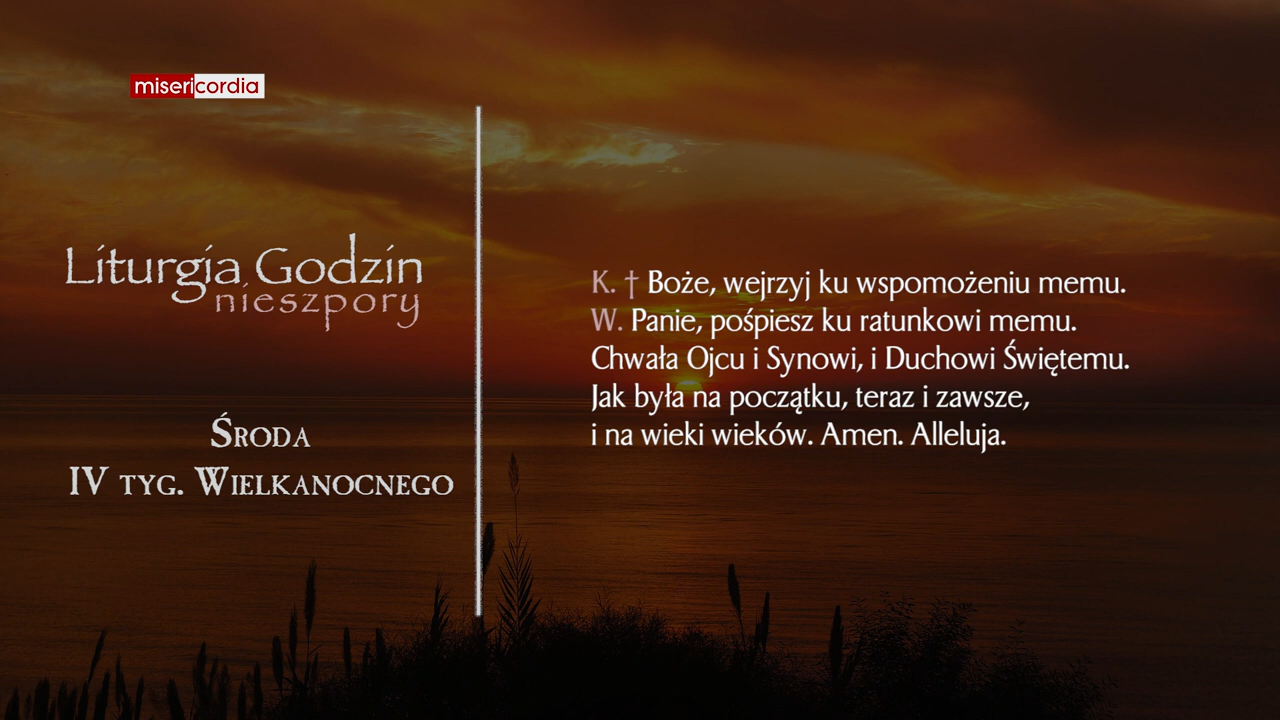 misericordia
Liturgia Godzin
nieszpory
Środa
IV tyg. Wielkanocnego
K. † Boże, wejrzyj ku wspomożeniu memu.
W. Panie, pośpiesz ku ratunkowi memu.
Chwała Ojcu i Synowi, i Duchowi Świętemu.
Jak była na początku, teraz i zawsze,
i na wieki wieków. Amen. Alleluja.